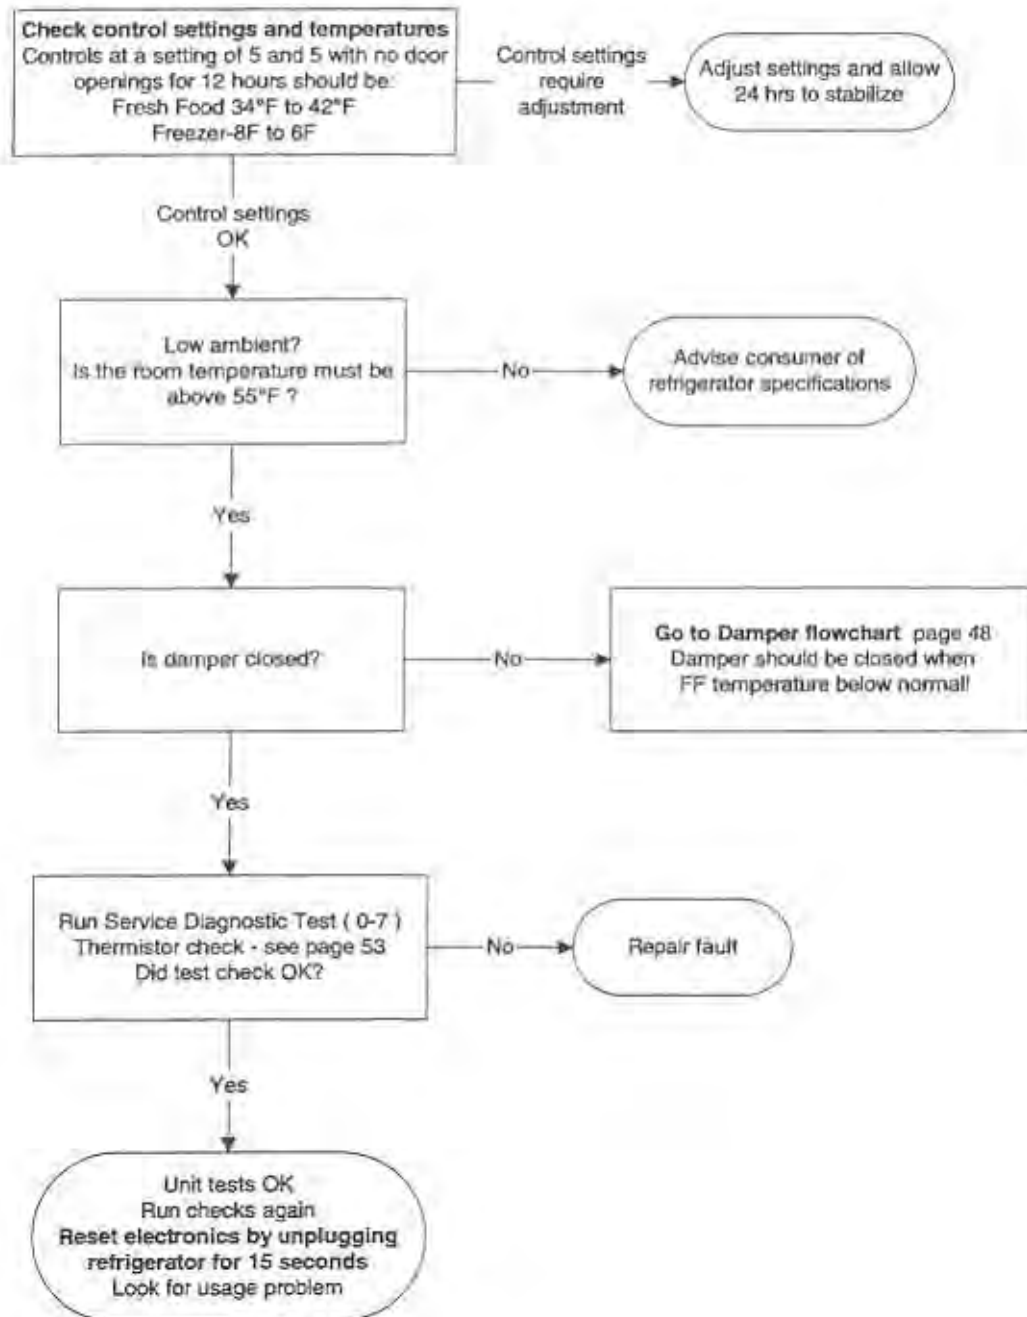 Check control settings and temperatures
Controls at a setting of 5 and 5 with no door
openings for 12 hours should be:
Fresh Food 34°F to 42°F
Freezer-8F to 6F
Control settings
require
adjustment
Adjust settings and allow
24 hrs to stabilize
Control settings
OK
Low ambient?
Is the room temperature must be
above 55°F ?
No
Advise consumer of
refrigerator specifications
Yes
Is damper closed?
No
Go to Damper flowchart page 48
Damper should be closed when
FF temperature below normal!
Yes
Run Service Diagnostic Test ( 0-7 )
Thermistor check - see page 53
Did test check OK?
No
Repair fault
Yes
Unit tests OK
Run checks again
Reset electronics by unplugging
refrigerator for 15 seconds
Look for usage problem